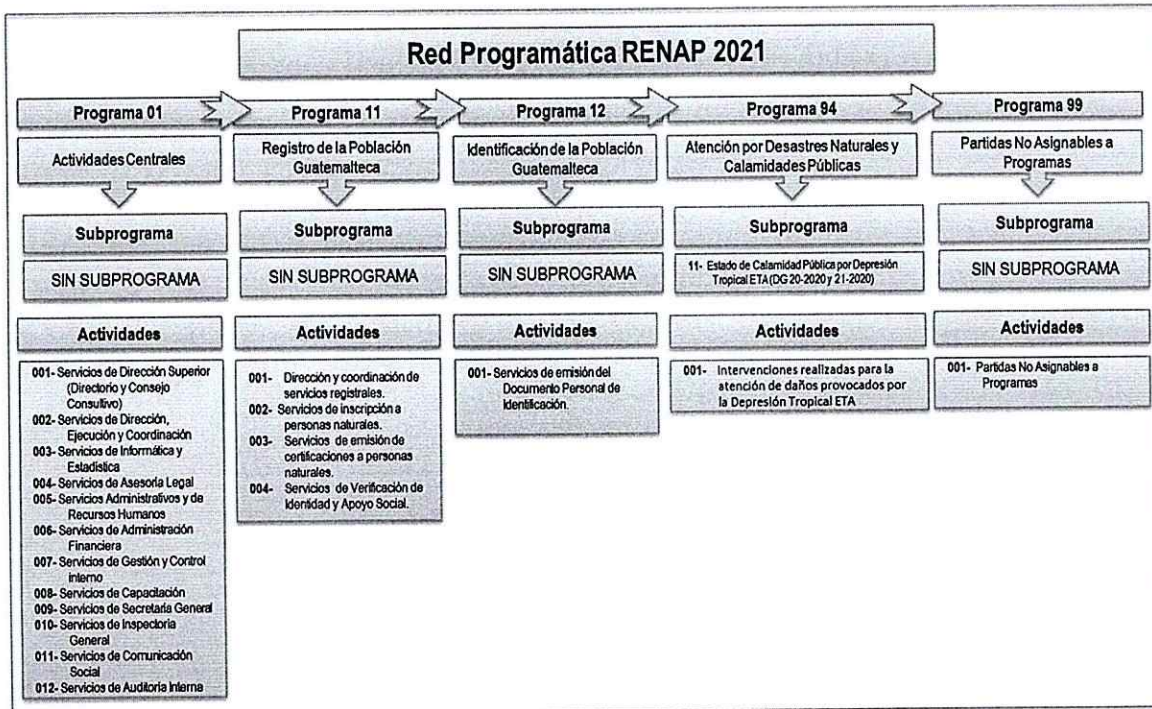 Red Programática RENAP 2021
Programa 01
Actividades Centrales
Subprograma
SIN SUBPROGRAMA
Actividades
001- Servicios de Dirección Superior
(Directorio y Consejo
Consultivo)
002- Servicios de Dirección,
Ejecución y Coordinación
003- Servicios de Informática y
Estadística
004- Servicios de Asesoría Legal
005- Servicios Administrativos y de
Recursos Humanos
006- Servicios de Administración
Financiera
007- Servicios de Gestión y Control
Interno
008- Servicios de Capacitación
009- Servicios de Secretaría General
010- Servicios de Inspectoría
General
011- Servicios de Comunicación
Social
012- Servicios de Auditoría Interna
Programa 11
Registro de la Población
Guatemalteca
Subprograma
SIN SUBPROGRAMA
Actividades
001- Dirección y coordinación de
servicios registrales.
002- Servicios de inscripción a
personas naturales.
003- Servicios de emisión de
certificaciones a personas
naturales.
004- Servicios de Verificación de
Identidad y Apoyo Social.
Programa 12
Identificación de la Población
Guatemalteca
Subprograma
SIN SUBPROGRAMA
Actividades
001- Servicios de emisión del
Documento Personal de
Identificación.
Programa 94
Atención por Desastres Naturales y
Calamidades Públicas
Subprograma
11- Estado de Calamidad Pública por Depresión
Tropical ETA (DG 20-2020 y 21-2020)
Actividades
001- Intervenciones realizadas para la
atención de daños provocados por
la Depresión Tropical ETA
Programa 99
Partidas No Asignables a
Programas
Subprograma
SIN SUBPROGRAMA
Actividades
001- Partidas No Asignables a
Programas